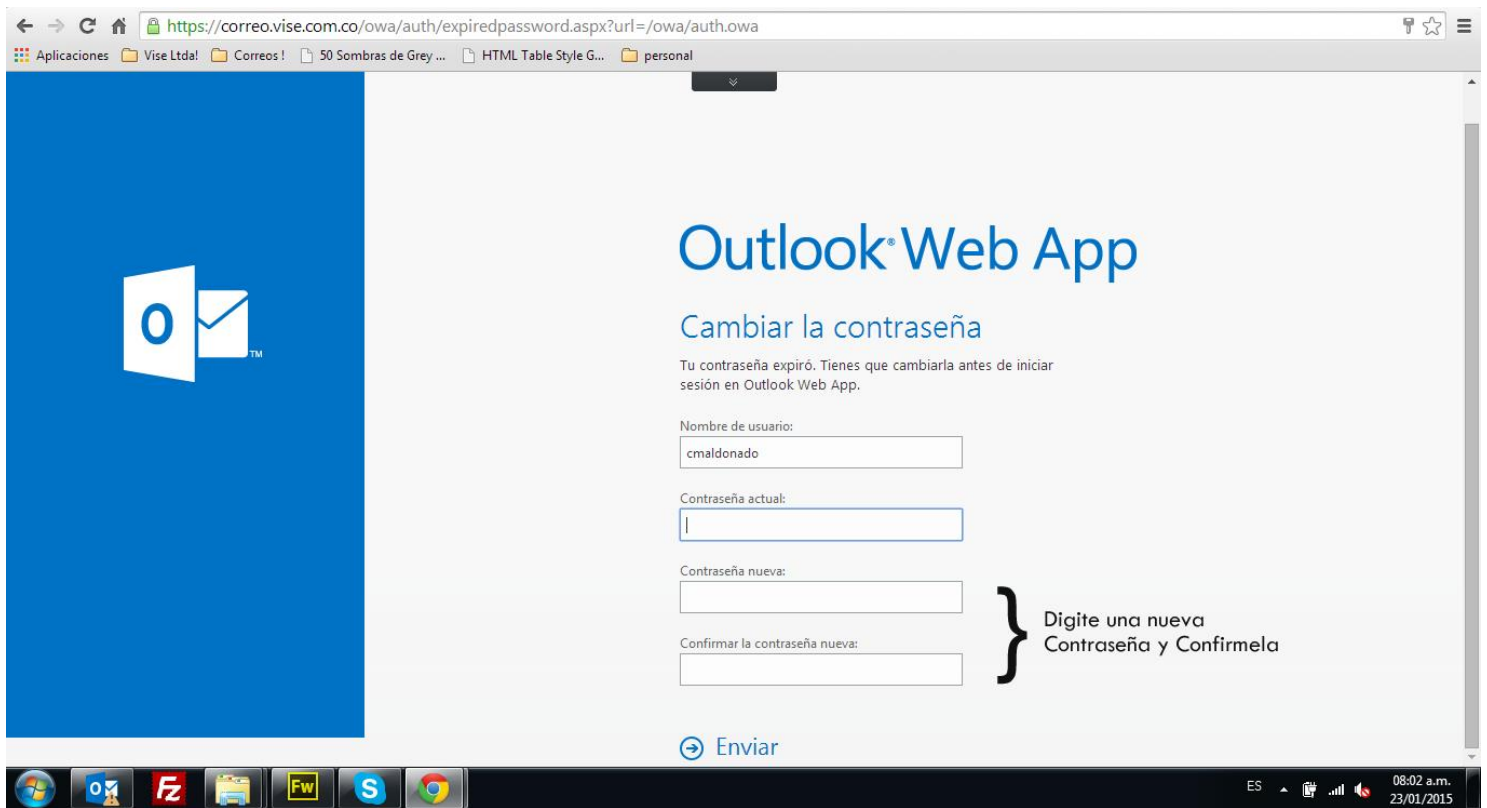 https://correo.vise.com.co/owa/auth/expiredpassword.aspx?url=/owa/auth.owa
Aplicaciones Vise Ltda! Correos ! 50 Sombras de Grey ... HTML Table Style G... personal
Outlook® Web App
O
TM
Cambiar la contraseña
Tu contraseña expiró. Tienes que cambiarla antes de iniciar
sesión en Outlook Web App.
Nombre de usuario:
cmaldonado
Contraseña actual:
Contraseña nueva:
Digite una nueva
Contraseña y Confirmela
Confirmar la contraseña nueva:
Enviar
O Fz Fw S ES 08:02 a.m.
23/01/2015